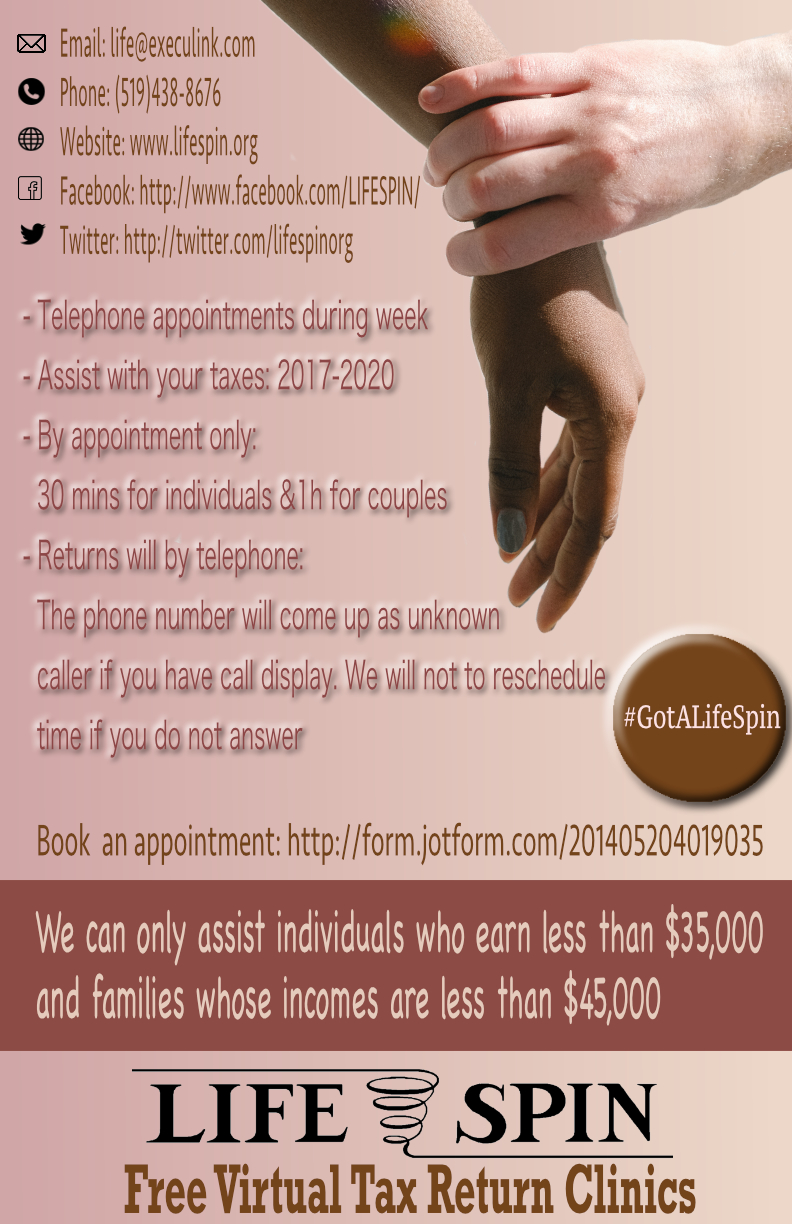 Email: life@execulink.com
Phone: (519)438-8676
Website: www.lifespin.org
Facebook: http://www.facebook.com/LIFESPIN/
Twitter: http://twitter.com/lifespinorg
- Telephone appointments during week
- Assist with your taxes: 2017-2020
- By appointment only:
30 mins for individuals &1h for couples
- Returns will by telephone:
The phone number will come up as unknown
caller if you have call display. We will not to reschedule
time if you do not answer
#GotALifeSpin
Book an appointment: http://form.jotform.com/201405204019035
We can only assist individuals who earn less than $35,000
and families whose incomes are less than $45,000
LIFE SPIN
Free Virtual Tax Return Clinics